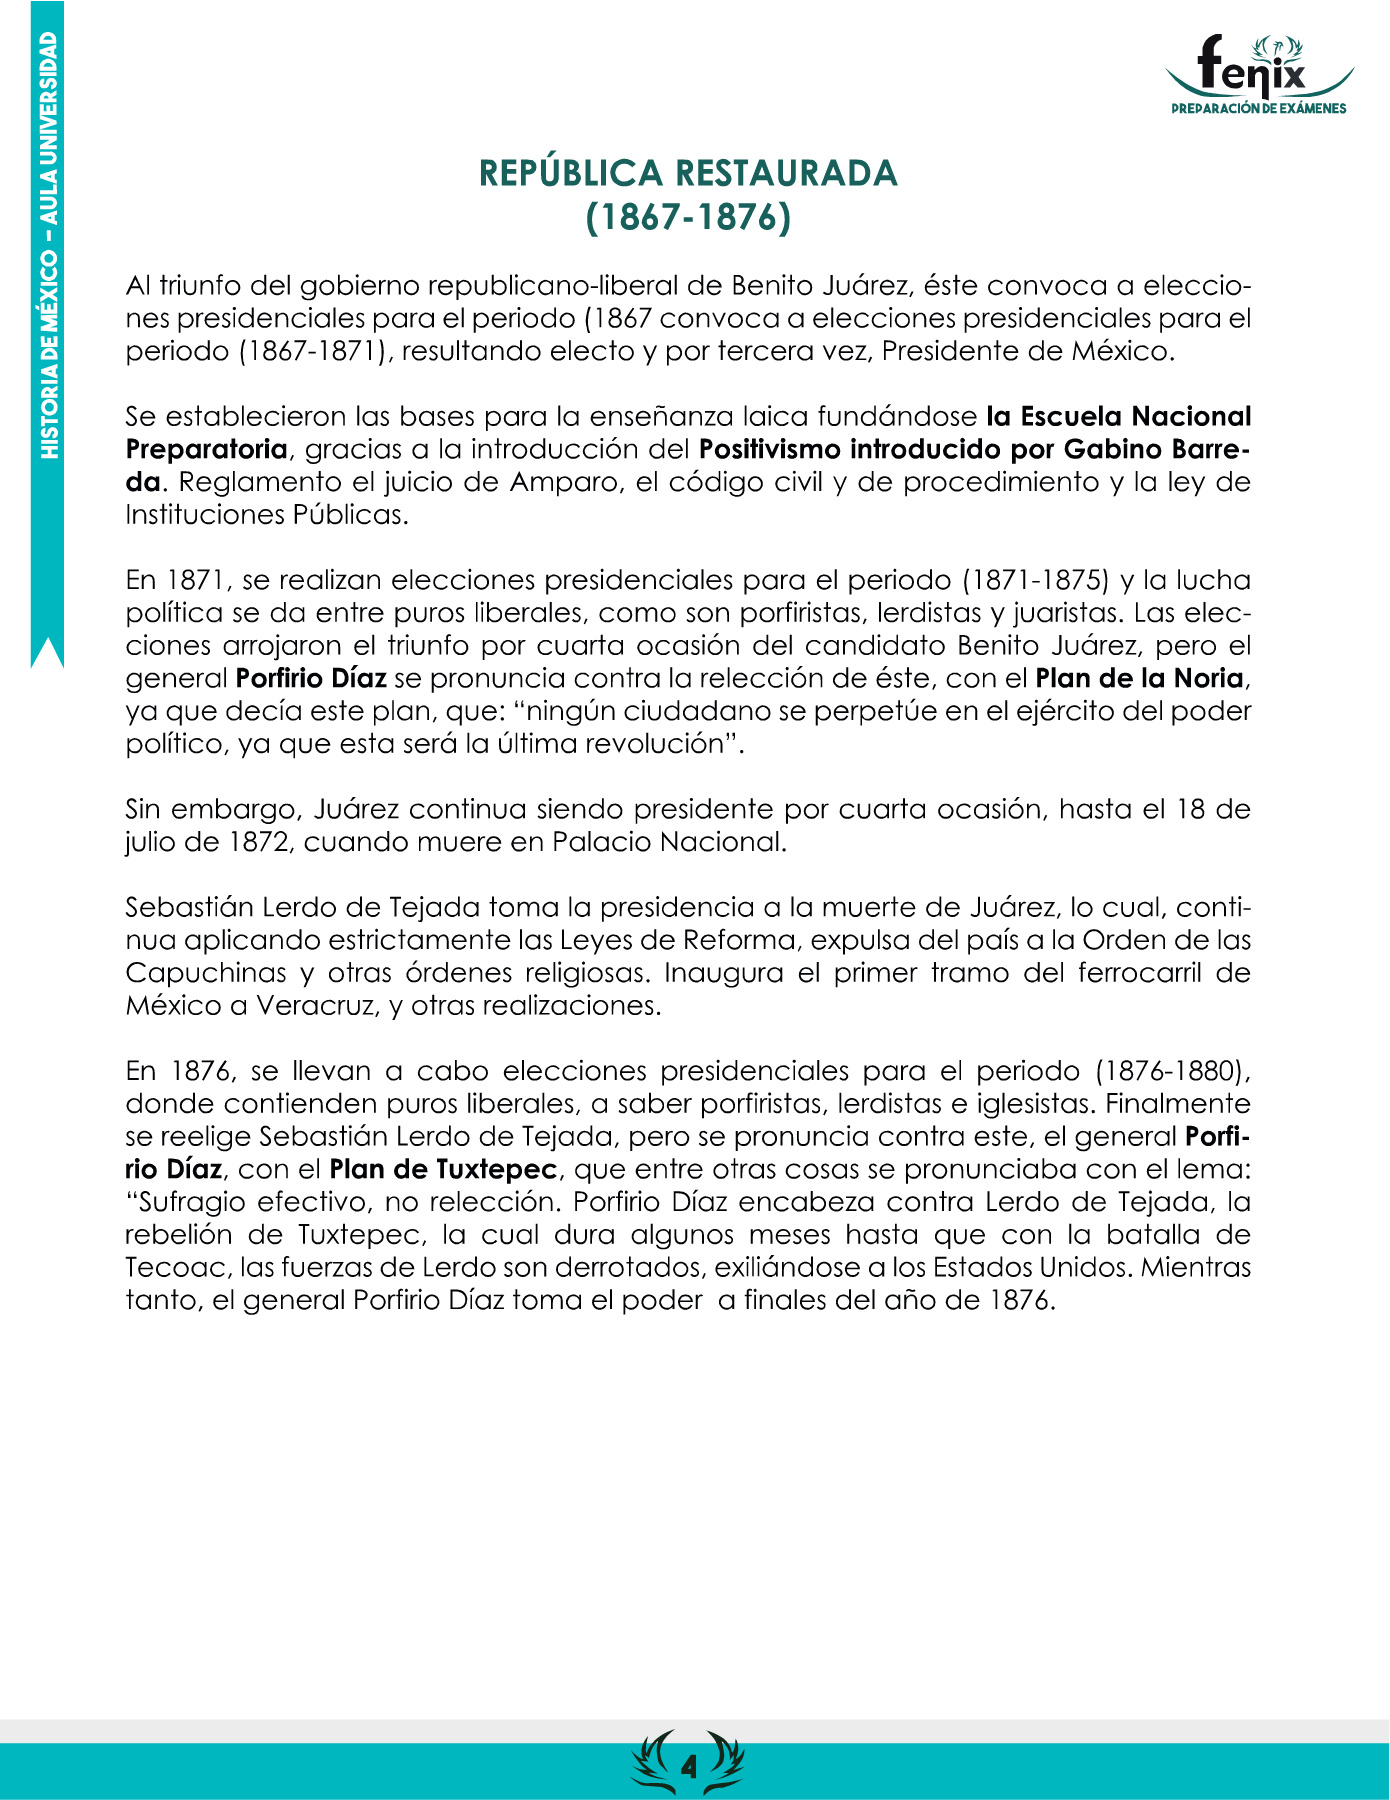 HISTORIA DE MÉXICO - AULA UNIVERSIDAD
fenix
PREPARACIÓN DE EXÁMENES
REPÚBLICA RESTAURADA
(1867-1876)
Al triunfo del gobierno republicano-liberal de Benito Juárez, éste convoca a eleccio-
nes presidenciales para el periodo (1867 convoca a elecciones presidenciales para el
periodo (1867-1871), resultando electo y por tercera vez, Presidente de México.
Se establecieron las bases para la enseñanza laica fundándose la Escuela Nacional
Preparatoria, gracias a la introducción del Positivismo introducido por Gabino Barre-
da. Reglamento el juicio de Amparo, el código civil y de procedimiento y la ley de
Instituciones Públicas.
En 1871, se realizan elecciones presidenciales para el periodo (1871-1875) y la lucha
política se da entre puros liberales, como son porfiristas, lerdistas y juaristas. Las elec-
ciones arrojaron el triunfo por cuarta ocasión del candidato Benito Juárez, pero el
general Porfirio Díaz se pronuncia contra la relección de éste, con el Plan de la Noria,
ya que decía este plan, que: “ningún ciudadano se perpetúe en el ejército del poder
político, ya que esta será la última revolución”.
Sin embargo, Juárez continua siendo presidente por cuarta ocasión, hasta el 18 de
julio de 1872, cuando muere en Palacio Nacional.
Sebastián Lerdo de Tejada toma la presidencia a la muerte de Juárez, lo cual, conti-
nua aplicando estrictamente las Leyes de Reforma, expulsa del país a la Orden de las
Capuchinas y otras órdenes religiosas. Inaugura el primer tramo del ferrocarril de
México a Veracruz, y otras realizaciones.
En 1876, se llevan a cabo elecciones presidenciales para el periodo (1876-1880),
donde contienden puros liberales, a saber porfiristas, lerdistas e iglesistas. Finalmente
se reelige Sebastián Lerdo de Tejada, pero se pronuncia contra este, el general Porfi-
rio Díaz, con el Plan de Tuxtepec, que entre otras cosas se pronunciaba con el lema:
“Sufragio efectivo, no relección. Porfirio Díaz encabeza contra Lerdo de Tejada, la
rebelión de Tuxtepec, la cual dura algunos meses hasta que con la batalla de
Tecoac, las fuerzas de Lerdo son derrotados, exiliándose a los Estados Unidos. Mientras
tanto, el general Porfirio Díaz toma el poder  a finales del año de 1876.
4